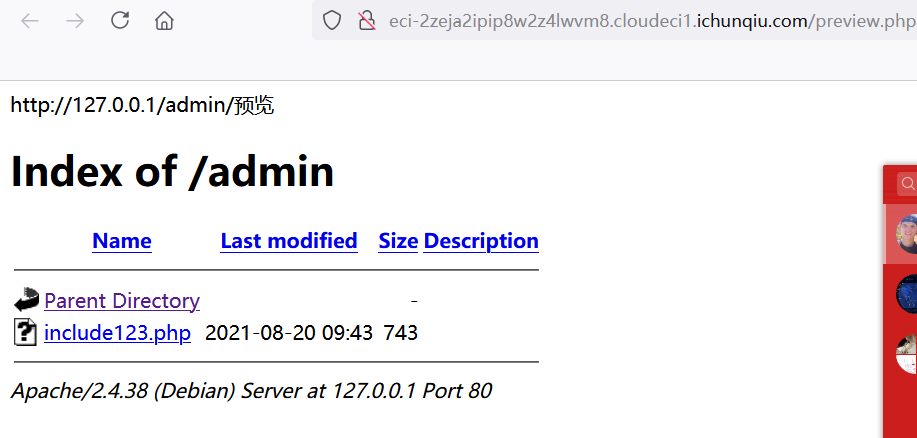 eci-2zeja2ipip8w2z4lwvm8.cloudeci1.ichunqiu.com/preview.php
http://127.0.0.1/admin/预览
Index of /admin
Name Last modified Size Description
Parent Directory -
include123.php 2021-08-20 09:43 743
Apache/2.4.38 (Debian) Server at 127.0.0.1 Port 80